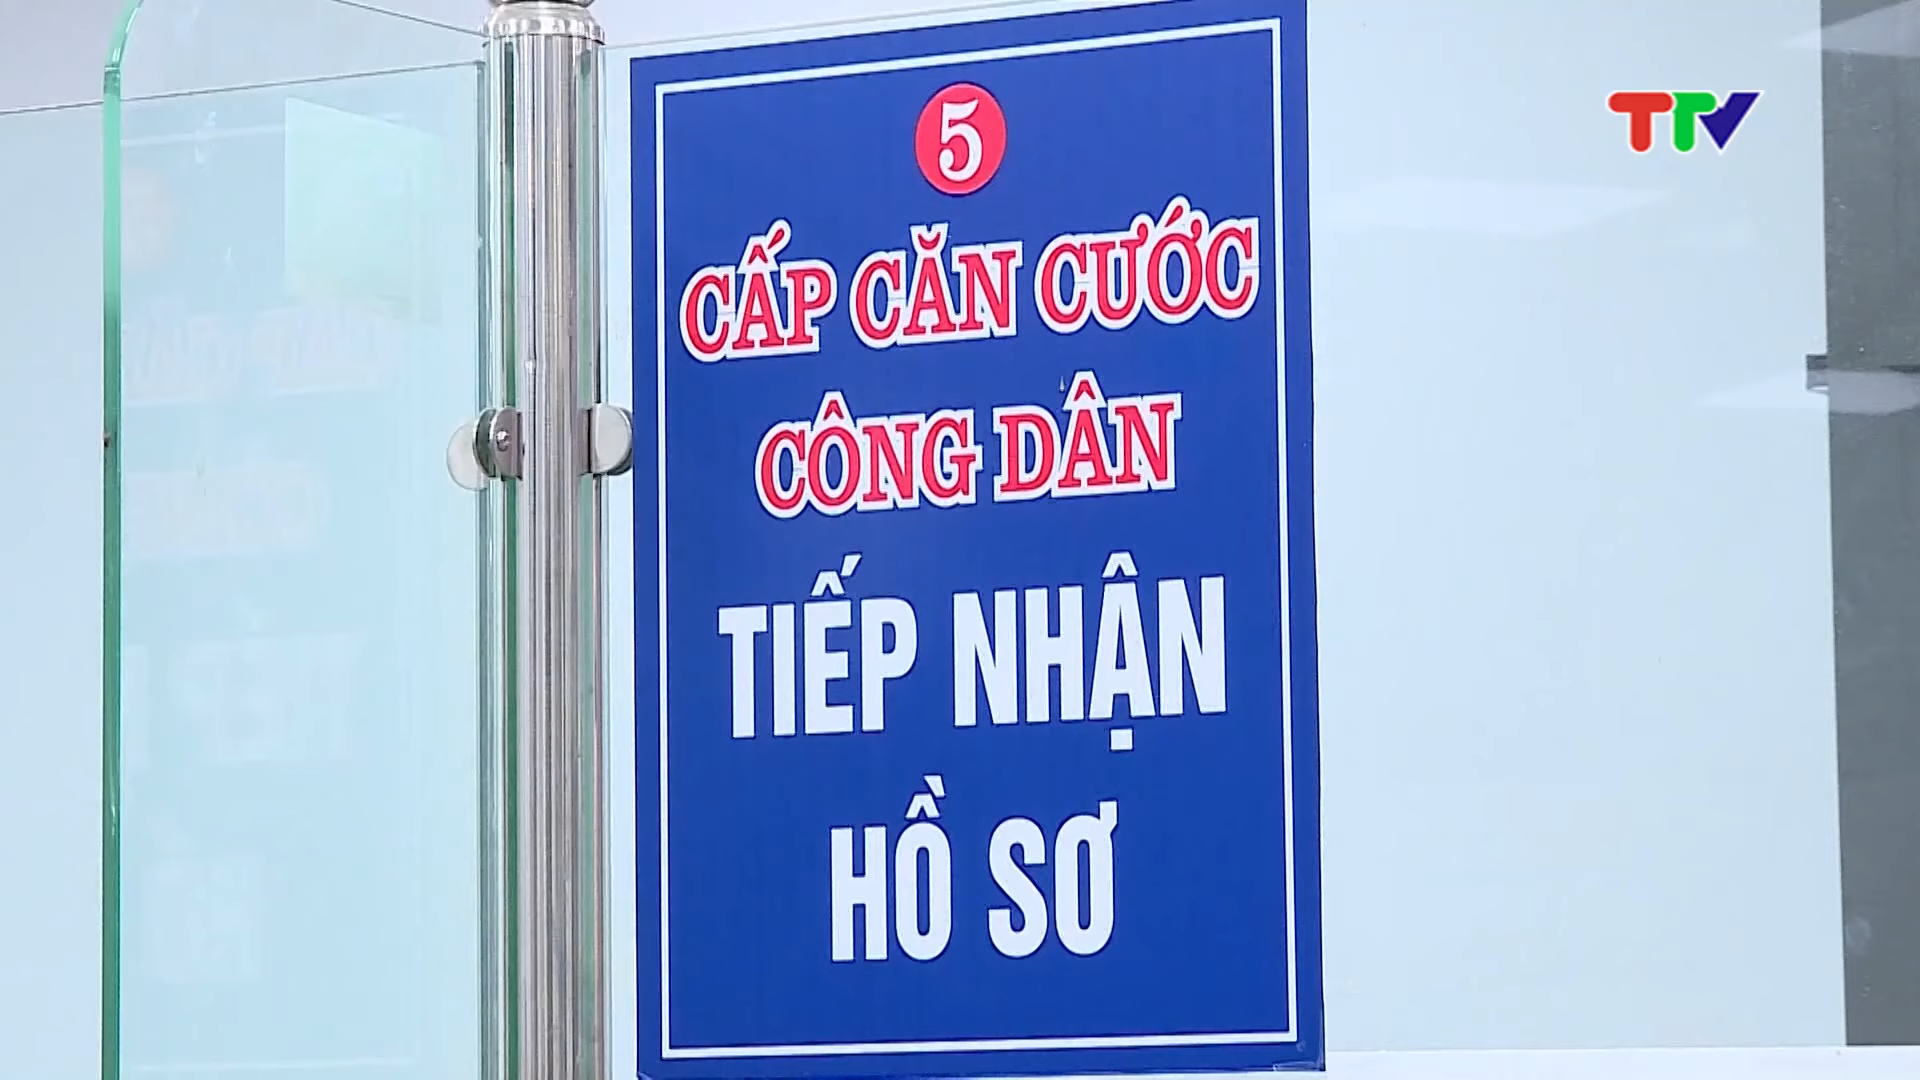 TTV
5
CẤP CĂN CƯỚC
CÔNG DÂN
TIẾP NHẬN
HỒ SƠ